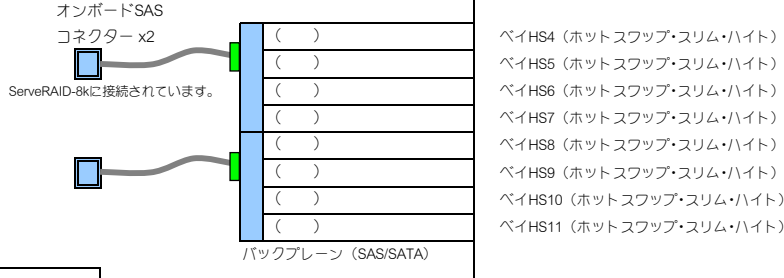 オンボードSAS
コネクター x2
ServeRAID-8kに接続されています。
(　　) ベイHS4（ホットスワップ・スリム・ハイト）
(　　) ベイHS5（ホットスワップ・スリム・ハイト）
(　　) ベイHS6（ホットスワップ・スリム・ハイト）
(　　) ベイHS7（ホットスワップ・スリム・ハイト）
(　　) ベイHS8（ホットスワップ・スリム・ハイト）
(　　) ベイHS9（ホットスワップ・スリム・ハイト）
(　　) ベイHS10（ホットスワップ・スリム・ハイト）
(　　) ベイHS11（ホットスワップ・スリム・ハイト）
バックプレーン（SAS/SATA）